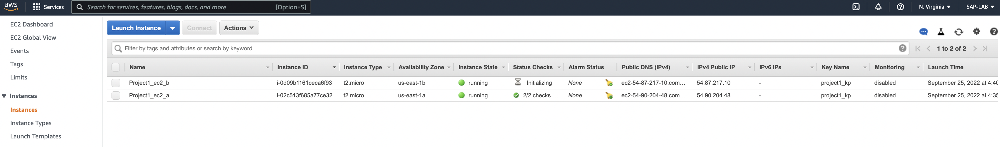 aws Services Search for services, features, blogs, docs, and more [Option+S] N. Virginia SAP-LAB
EC2 Dashboard
EC2 Global View
Events
Tags
Limits
Instances
Instances
Instance Types
Launch Templates
Launch Instance Connect Actions
Filter by tags and attributes or search by keyword 1 to 2 of 2
Name Instance ID Instance Type Availability Zone Instance State Status Checks Alarm Status Public DNS (IPv4) IPv4 Public IP IPv6 IPs Key Name Monitoring Launch Time
Project1_ec2_b i-0d09b1161ceca6f93 t2.micro us-east-1b running Initializing None ec2-54-87-217-10.com... 54.87.217.10 - project1_kp disabled September 25, 2022 at 4:40
Project1_ec2_a i-02c513f685a77ce32 t2.micro us-east-1a running 2/2 checks ... None ec2-54-90-204-48.com... 54.90.204.48 - project1_kp disabled September 25, 2022 at 4:35